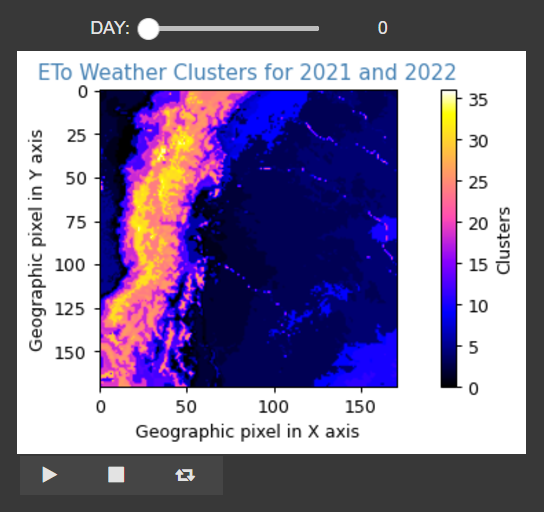 DAY: 0
ETo Weather Clusters for 2021 and 2022
0
25
50
75
100
125
150
Geographic pixel in Y axis
0 50 100 150
Geographic pixel in X axis
35
30
25
20
15
10
5
0
Clusters